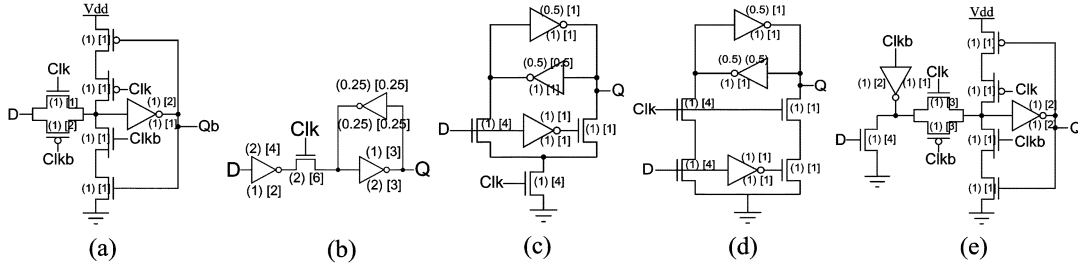 Vdd
(1) [1]
Clk
(1) [1]
Clk
(1) [1]
D
(1) [2]
(1) [2]
(1) [1]
Qb
Clkb
(1) [1]
Clkb
(1) [1]
(a)
(0.25) [0.25]
(0.25) [0.25]
Clk
(2) [4]
(1) [3]
D
Q
(1) [2]
(2) [6]
(2) [3]
(b)
(0.5) [1]
(1) [1]
(0.5) [0.5]
(1) [1]
Q
D
(1) [4]
(1) [1]
(1) [1]
(1) [1]
Clk
(1) [4]
(c)
(0.5) [1]
(1) [1]
(0.5) (0.5)
(1) [1]
Q
Clk
(1) [4]
(1) [1]
D
(1) [4]
(1) [1]
(1) [1]
(1) [1]
(d)
Vdd
(1) [1]
Clkb
(1) [2]
(1) [1]
Clk
(1) [1]
Clk
(1) [3]
(1) [3]
(1) [2]
(1) [2]
Q
D
(1) [4]
Clkb
(1) [1]
Clkb
(1) [1]
(e)